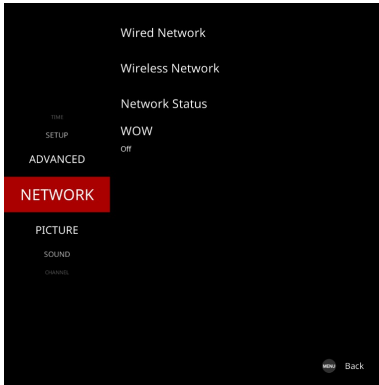 Wired Network
Wireless Network
Network Status
WOW
Off
TIME
SETUP
ADVANCED
NETWORK
PICTURE
SOUND
CHANNEL
MENU Back